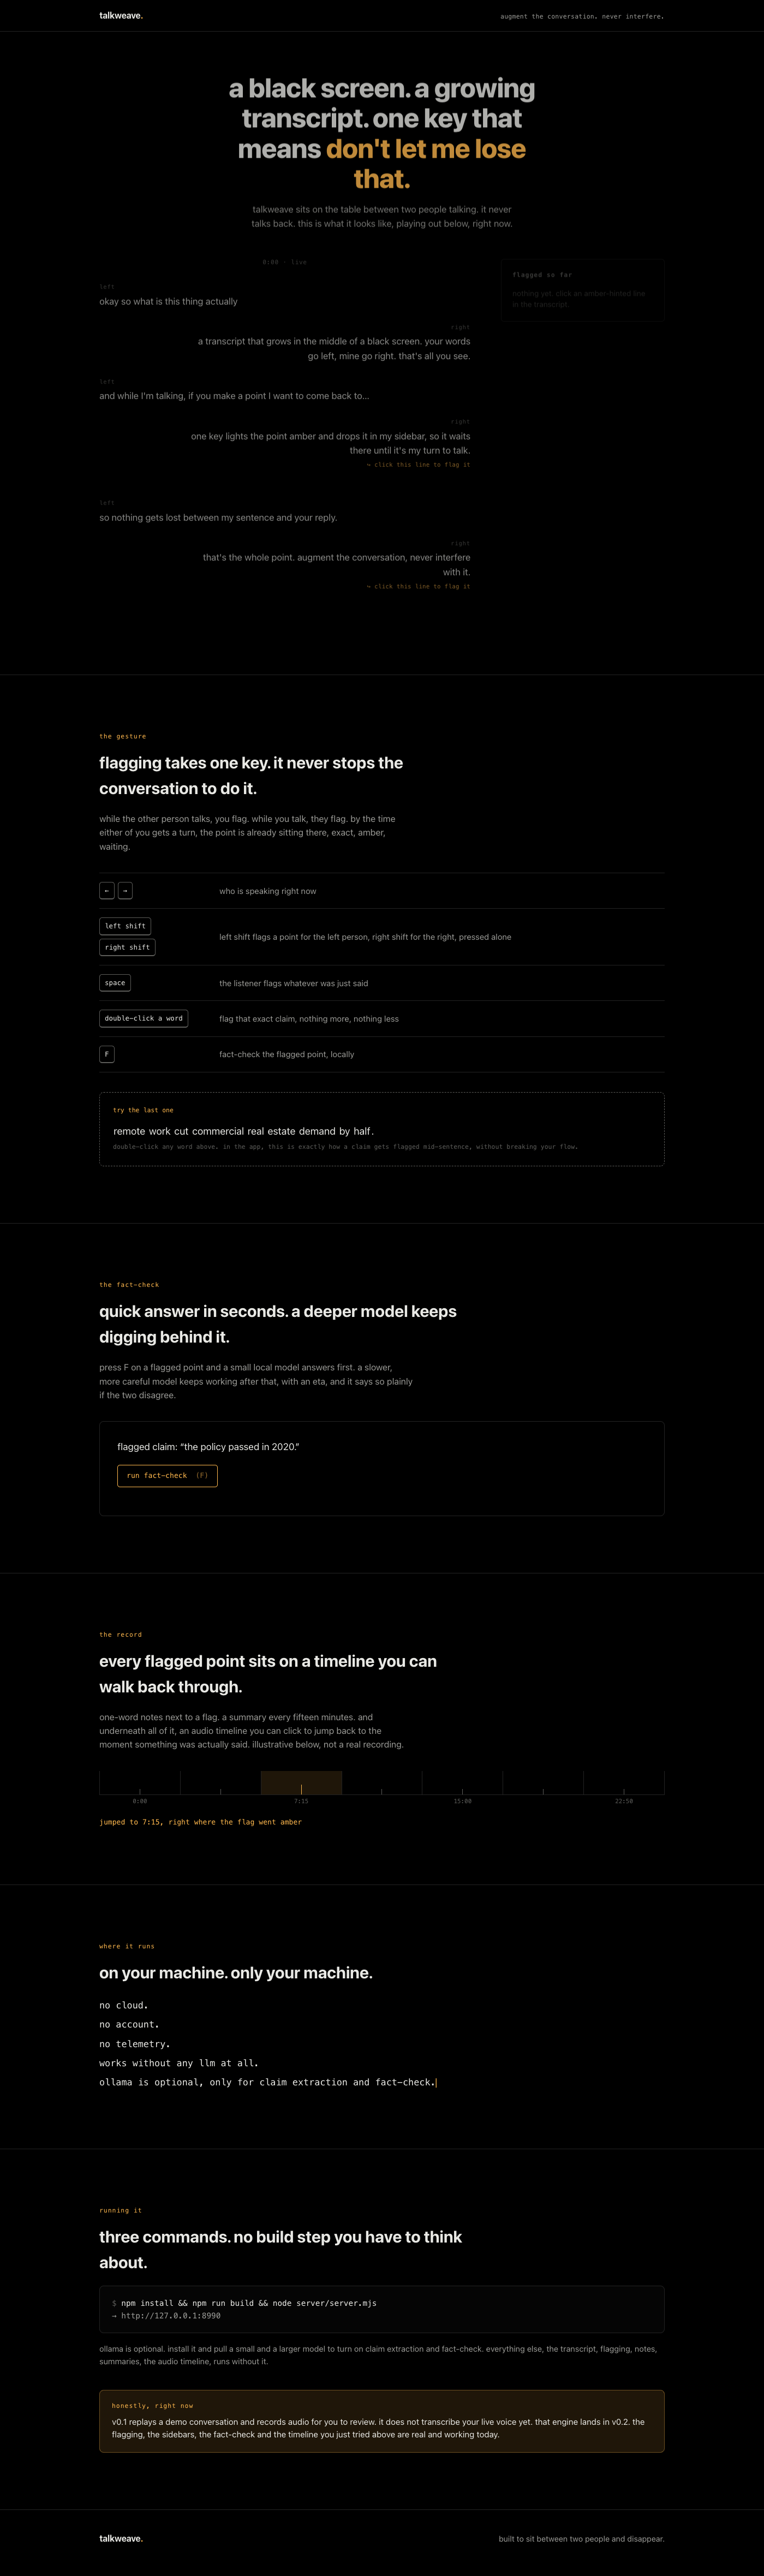 talkweave.
augment the conversation. never interfere.
a black screen. a growing
transcript. one key that
means don't let me lose
that.
talkweave sits on the table between two people talking. it never
talks back. this is what it looks like, playing out below, right now.
0:00 · live
left
okay so what is this thing actually
right
a transcript that grows in the middle of a black screen. your words
go left, mine go right. that's all you see.
left
and while I'm talking, if you make a point I want to come back to...
right
one key lights the point amber and drops it in my sidebar, so it waits
there until it's my turn to talk.
↪ click this line to flag it
left
so nothing gets lost between my sentence and your reply.
right
that's the whole point. augment the conversation, never interfere
with it.
↪ click this line to flag it
flagged so far
nothing yet. click an amber-hinted line
in the transcript.
the gesture
flagging takes one key. it never stops the
conversation to do it.
while the other person talks, you flag. while you talk, they flag. by the time
either of you gets a turn, the point is already sitting there, exact, amber,
waiting.
← → who is speaking right now
left shift
right shift
left shift flags a point for the left person, right shift for the right, pressed alone
space the listener flags whatever was just said
double-click a word flag that exact claim, nothing more, nothing less
F fact-check the flagged point, locally
try the last one
remote work cut commercial real estate demand by half.
double-click any word above. in the app, this is exactly how a claim gets flagged mid-sentence, without breaking your flow.
the fact-check
quick answer in seconds. a deeper model keeps
digging behind it.
press F on a flagged point and a small local model answers first. a slower,
more careful model keeps working after that, with an eta, and it says so plainly
if the two disagree.
flagged claim: “the policy passed in 2020.”
run fact-check (F)
the record
every flagged point sits on a timeline you can
walk back through.
one-word notes next to a flag. a summary every fifteen minutes. and
underneath all of it, an audio timeline you can click to jump back to the
moment something was actually said. illustrative below, not a real recording.
0:00 7:15 15:00 22:50
jumped to 7:15, right where the flag went amber
where it runs
on your machine. only your machine.
no cloud.
no account.
no telemetry.
works without any llm at all.
ollama is optional, only for claim extraction and fact-check.
running it
three commands. no build step you have to think
about.
$ npm install && npm run build && node server/server.mjs
→ http://127.0.0.1:8990
ollama is optional. install it and pull a small and a larger model to turn on claim extraction and fact-check. everything else, the transcript, flagging, notes,
summaries, the audio timeline, runs without it.
honestly, right now
v0.1 replays a demo conversation and records audio for you to review. it does not transcribe your live voice yet. that engine lands in v0.2. the
flagging, the sidebars, the fact-check and the timeline you just tried above are real and working today.
talkweave.
built to sit between two people and disappear.